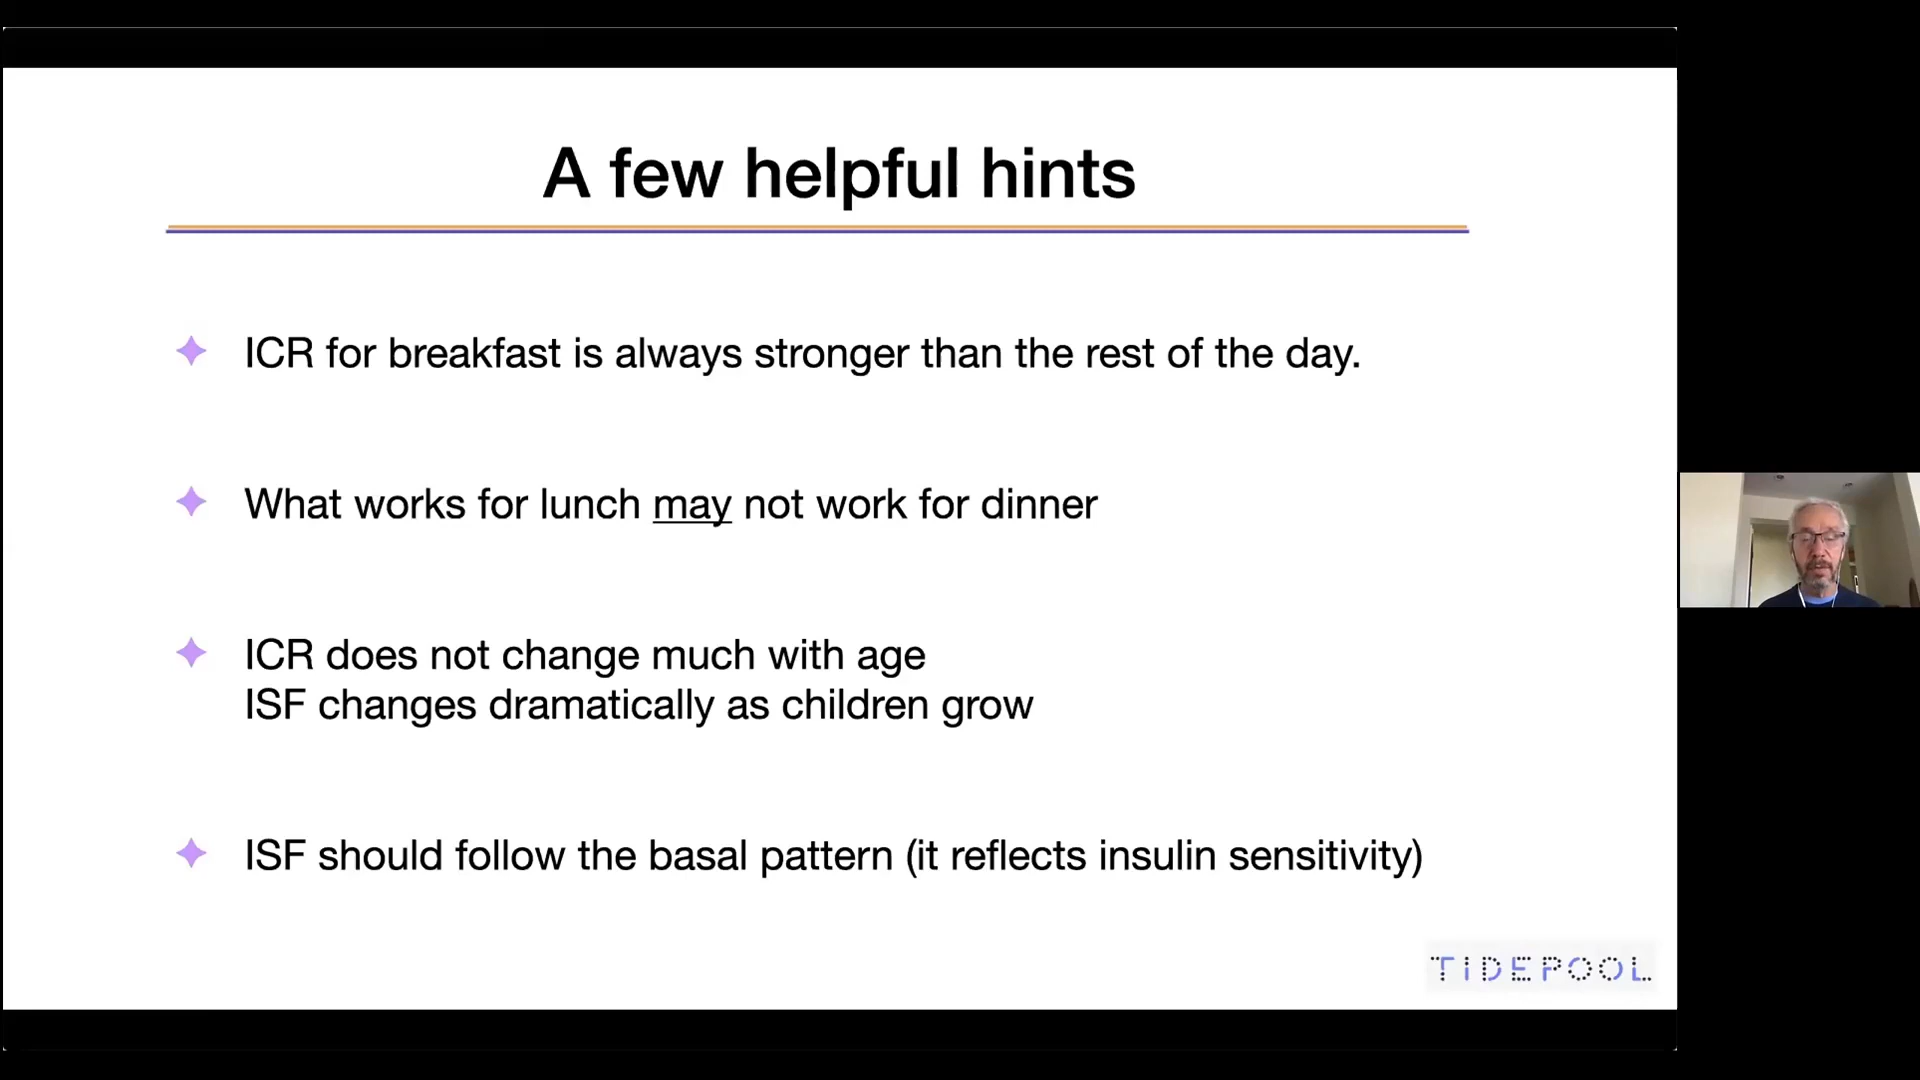 A few helpful hints
ICR for breakfast is always stronger than the rest of the day.
What works for lunch may not work for dinner
ICR does not change much with age
ISF changes dramatically as children grow
ISF should follow the basal pattern (it reflects insulin sensitivity)
TIDEPOOL